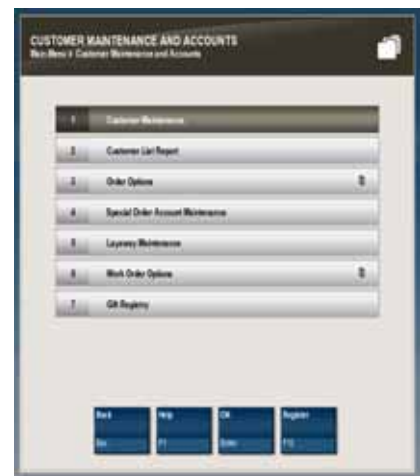 CUSTOMER MAINTENANCE AND ACCOUNTS
Main Menu > Customer Maintenance and Accounts
1 Customer Maintenance
2 Customer List Report
3 Order Options
4 Special Order Account Maintenance
5 Layaway Maintenance
6 Work Order Options
7 Gift Registry
Back Help OK Register
Esc F1 Enter